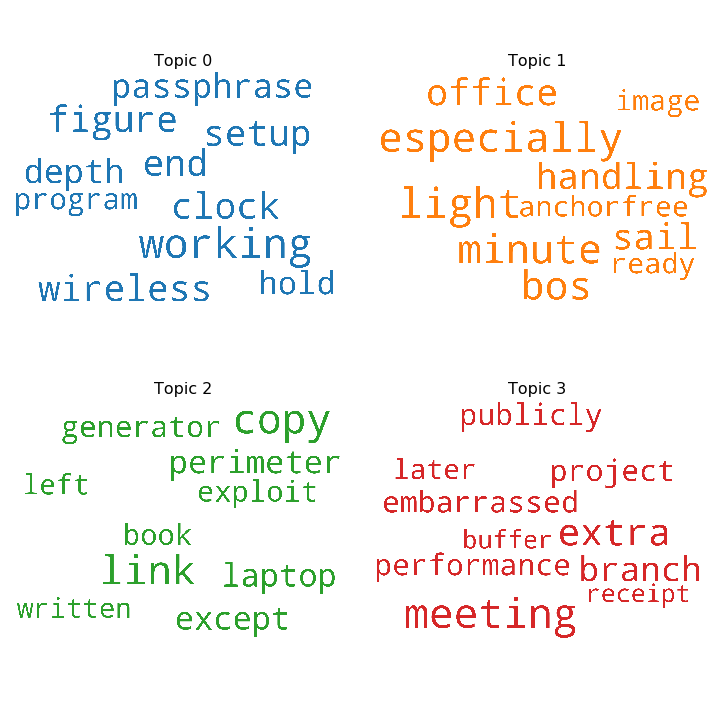 Topic 0
passphrase
figure
setup
end
depth
program
clock
working
wireless
hold
Topic 1
office
image
especially
handling
light
anchorfree
minute
sail
ready
bos
Topic 2
generator
copy
perimeter
left
exploit
book
link
laptop
written
except
Topic 3
publicly
later
project
embarrassed
buffer
extra
performance
branch
receipt
meeting